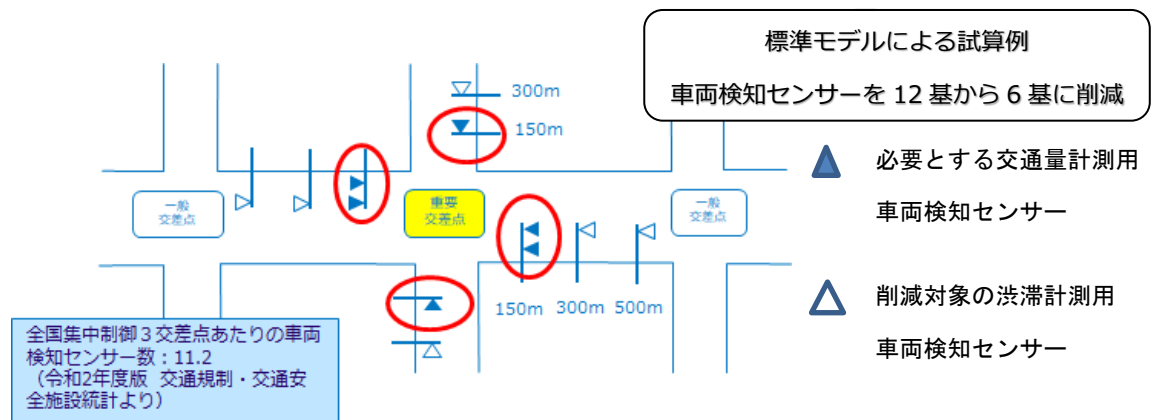 標準モデルによる試算例
車両検知センサーを 12 基から 6 基に削減
300m
150m
必要とする交通量計測用
車両検知センサー
一般
交差点
重要
交差点
一般
交差点
150m 300m 500m
削減対象の渋滞計測用
車両検知センサー
全国集中制御3交差点あたりの車両
検知センサー数：11.2
（令和2年度版 交通規制・交通安
全施設統計より）